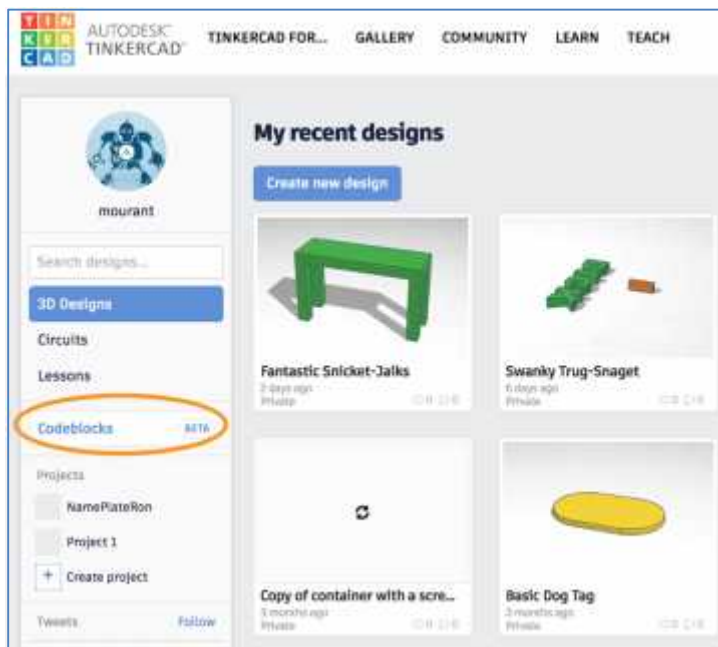 TIN
KER
CAD
AUTODESK®
TINKERCAD®
TINKERCAD FOR... GALLERY COMMUNITY LEARN TEACH
mourant
Search designs...
3D Designs
Circuits
Lessons
Codeblocks BETA
Projects
NamePlateRon
Project 1
+ Create project
Tweets Follow
My recent designs
Create new design
Fantastic Snicket-Jalks
2 days ago
Private
Swanky Trug-Snaget
6 days ago
Private
Copy of container with a scre...
3 months ago
Private
Basic Dog Tag
3 months ago
Private